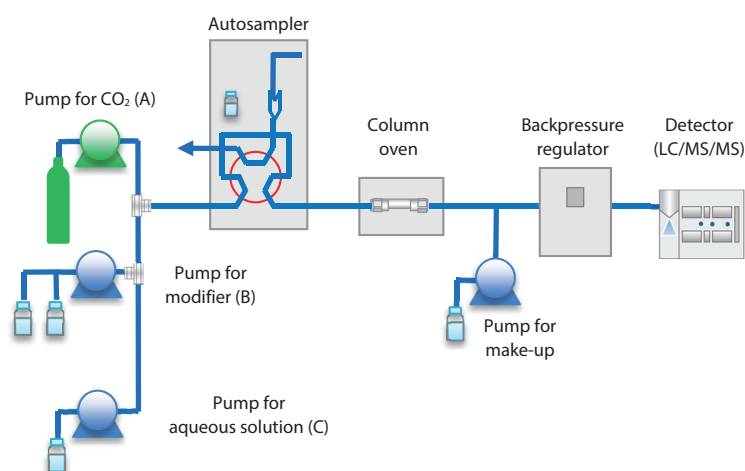 Autosampler
Pump for CO₂ (A)
Column
oven
Backpressure
regulator
Detector
(LC/MS/MS)
Pump for
modifier (B)
Pump for
make-up
Pump for
aqueous solution (C)